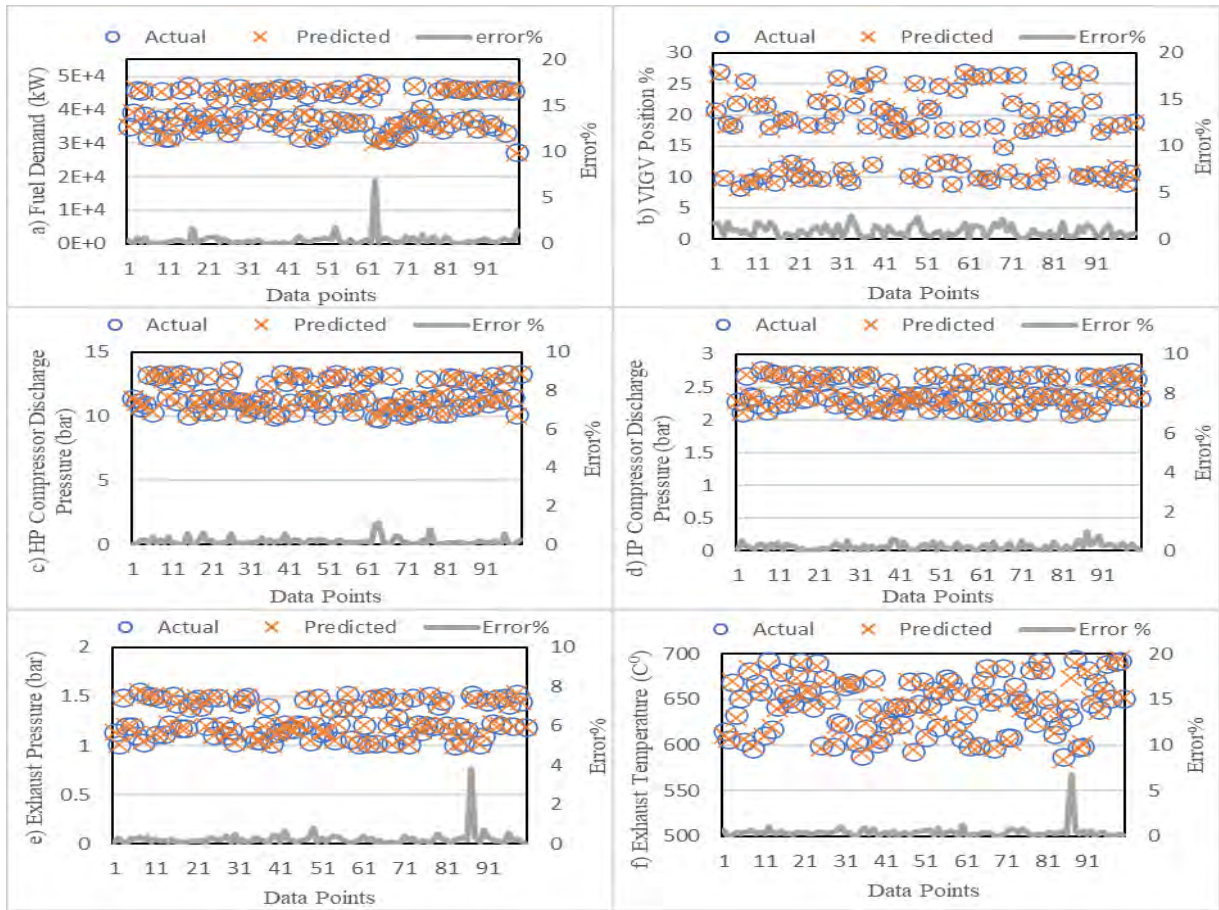 Actual Predicted error%
a) Fuel Demand (kW)
5E+4
4E+4
3E+4
2E+4
1E+4
0E+0
20
15
10
5
0
Error%
1 11 21 31 41 51 61 71 81 91
Data points
Actual Predicted Error%
b) VIGV Position %
30
25
20
15
10
5
0
20
15
10
5
0
Error%
1 11 21 31 41 51 61 71 81 91
Data Points
Actual Predicted Error %
c) HP Compressor Discharge
Pressure (bar)
15
10
5
0
10
8
6
4
2
0
Error%
1 11 21 31 41 51 61 71 81 91
Data Points
Actual Predicted Error %
d) IP Compressor Discharge
Pressure (bar)
3
2.5
2
1.5
1
0.5
0
10
8
6
4
2
0
Error%
1 11 21 31 41 51 61 71 81 91
Data Points
Actual Predicted Error%
e) Exhaust Pressure (bar)
2
1.5
1
0.5
0
10
8
6
4
2
0
Error%
1 11 21 31 41 51 61 71 81 91
Data Points
Actual Predicted Error%
f) Exhaust Temperature (C⁰)
700
650
600
550
500
20
15
10
5
0
Error%
1 11 21 31 41 51 61 71 81 91
Data Points